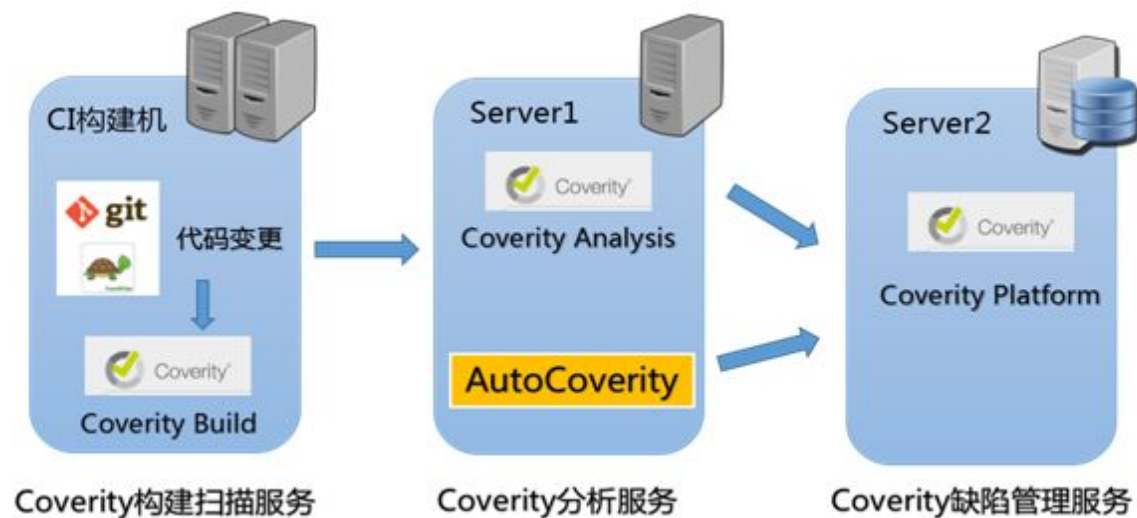 CI构建机
git
代码变更
Coverity
Coverity Build
Coverity构建扫描服务
Server1
Coverity
Coverity Analysis
AutoCoverity
Coverity分析服务
Server2
Coverity
Coverity Platform
Coverity缺陷管理服务